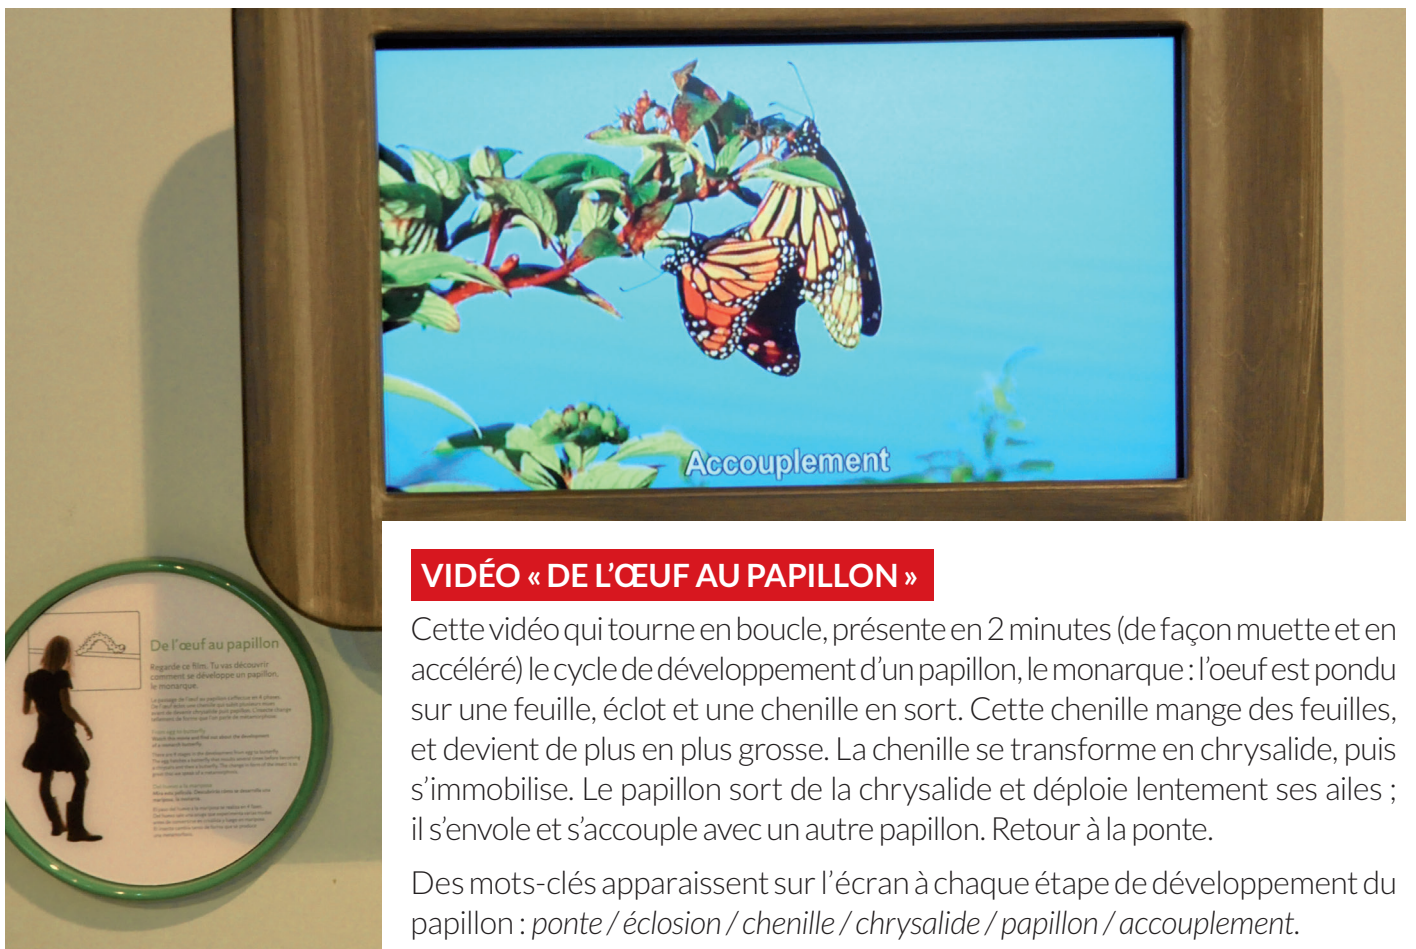 Accouplement
VIDÉO « DE L’ŒUF AU PAPILLON »
Cette vidéo qui tourne en boucle, présente en 2 minutes (de façon muette et en
accéléré) le cycle de développement d’un papillon, le monarque : l’oeuf est pondu
sur une feuille, éclot et une chenille en sort. Cette chenille mange des feuilles,
et devient de plus en plus grosse. La chenille se transforme en chrysalide, puis
s’immobilise. Le papillon sort de la chrysalide et déploie lentement ses ailes ;
il s’envole et s’accouple avec un autre papillon. Retour à la ponte.
Des mots-clés apparaissent sur l’écran à chaque étape de développement du
papillon : ponte / éclosion / chenille / chrysalide / papillon / accouplement.
De l’œuf au papillon
Regarde ce film. Tu vas découvrir
comment se développe un papillon,
le monarque.